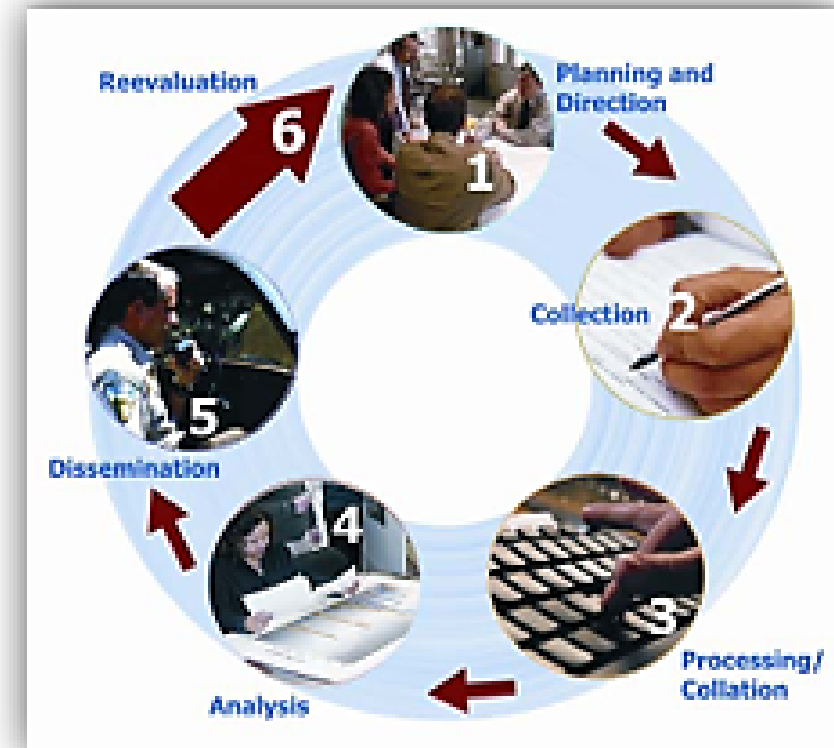 Planning and
Direction
1
Collection
2
3
Processing/
Collation
4
Analysis
5
Dissemination
Reevaluation
6